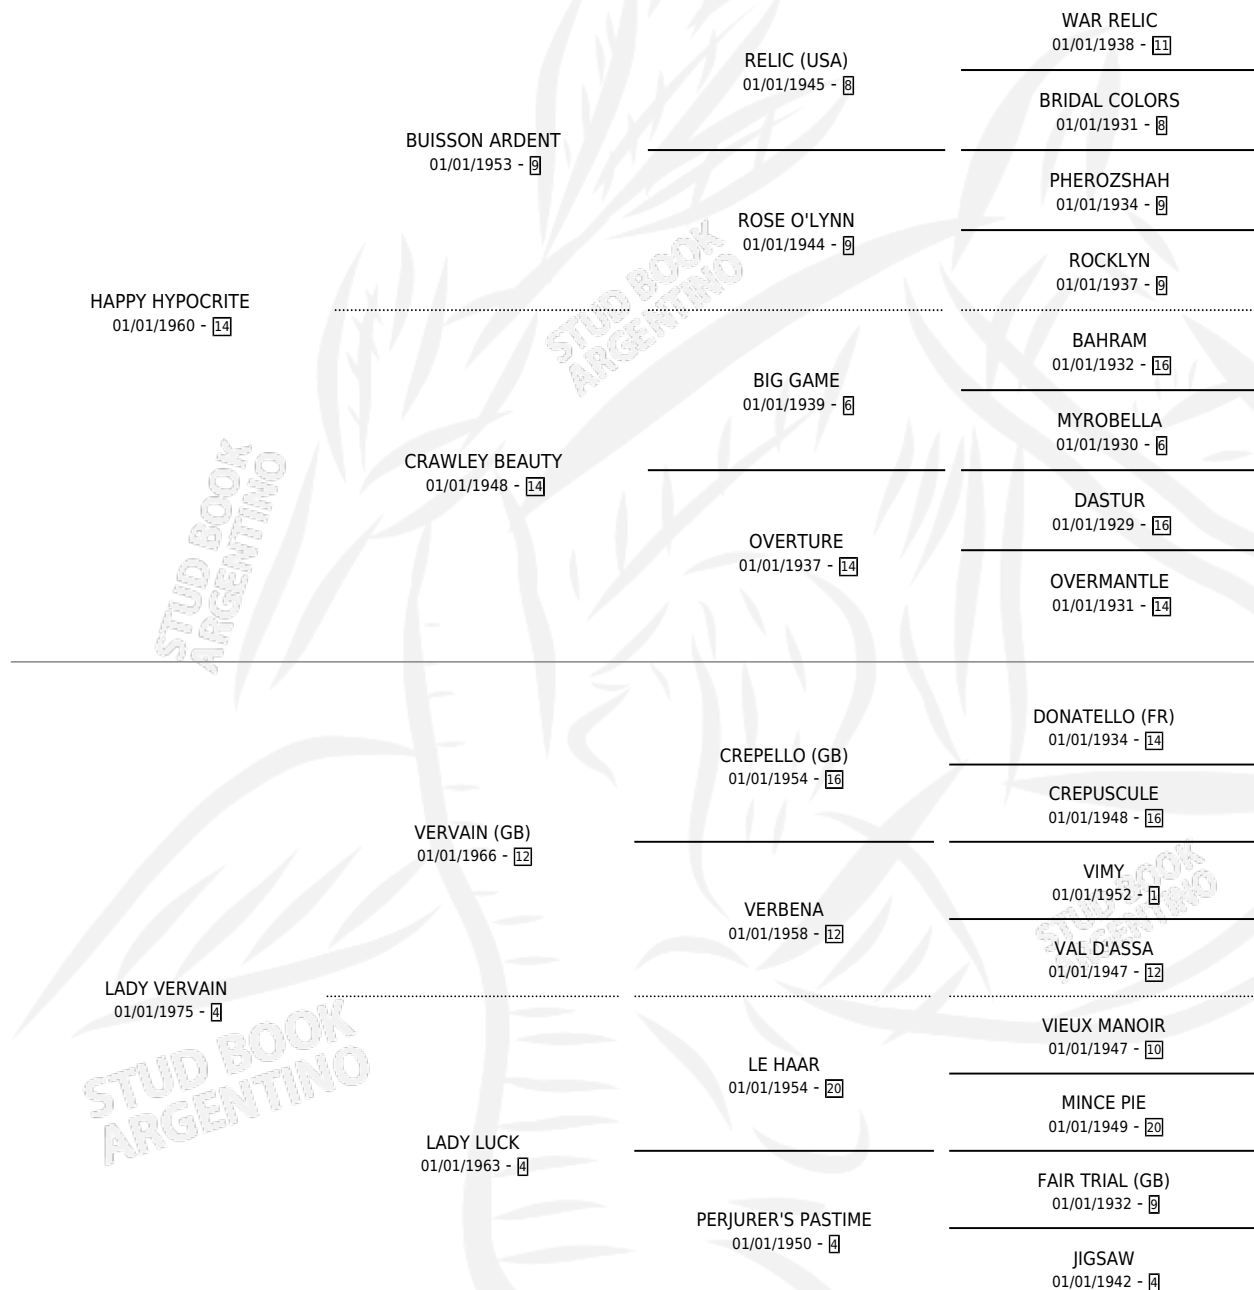 WAR RELIC
01/01/1938 - 11
RELIC (USA)
01/01/1945 - 8
BRIDAL COLORS
01/01/1931 - 8
BUISSON ARDENT
01/01/1953 - 9
PHEROZSHAH
01/01/1934 - 9
ROSE O'LYNN
01/01/1944 - 9
ROCKLYN
01/01/1937 - 9
HAPPY HYPOCRITE
01/01/1960 - 14
BAHRAM
01/01/1932 - 16
BIG GAME
01/01/1939 - 6
MYROBELLA
01/01/1930 - 6
CRAWLEY BEAUTY
01/01/1948 - 14
DASTUR
01/01/1929 - 16
OVERTURE
01/01/1937 - 14
OVERMANTLE
01/01/1931 - 14
DONATELLO (FR)
01/01/1934 - 14
CREPELLO (GB)
01/01/1954 - 16
CREPUSCULE
01/01/1948 - 16
VERVAIN (GB)
01/01/1966 - 12
VIMY
01/01/1952 - 1
VERBENA
01/01/1958 - 12
VAL D'ASSA
01/01/1947 - 12
LADY VERVAIN
01/01/1975 - 4
VIEUX MANOIR
01/01/1947 - 10
LE HAAR
01/01/1954 - 20
MINCE PIE
01/01/1949 - 20
LADY LUCK
01/01/1963 - 4
FAIR TRIAL (GB)
01/01/1932 - 9
PERJURER'S PASTIME
01/01/1950 - 4
JIGSAW
01/01/1942 - 4
STUD BOOK
ARGENTINO
STUD BOOK
ARGENTINO
STUD BOOK
ARGENTINO
STUD BOOK
ARGENTINO